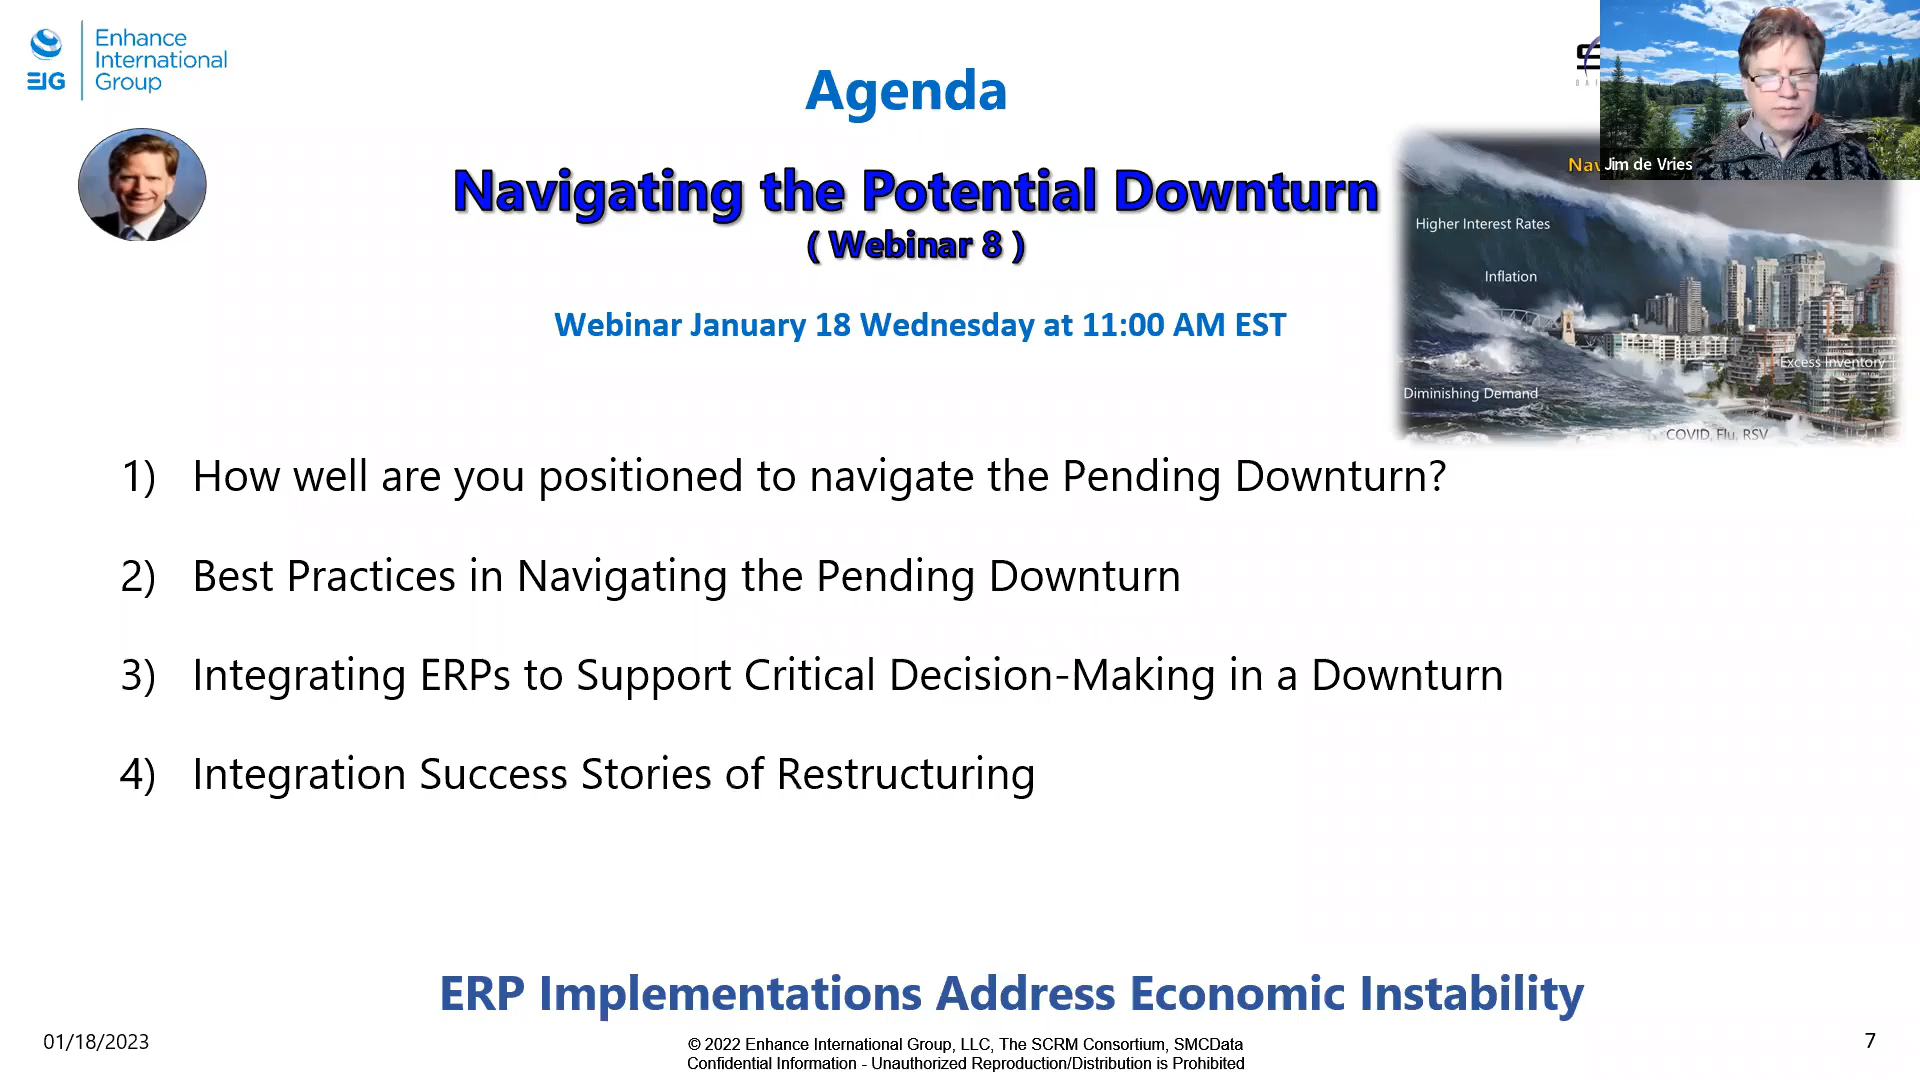 Enhance
International
Group
EIG
Agenda
Jim de Vries
Navigating the Potential Downturn
( Webinar 8 )
Higher Interest Rates
Inflation
Excess Inventory
Diminishing Demand
COVID, Flu, RSV
Webinar January 18 Wednesday at 11:00 AM EST
1) How well are you positioned to navigate the Pending Downturn?
2) Best Practices in Navigating the Pending Downturn
3) Integrating ERPs to Support Critical Decision-Making in a Downturn
4) Integration Success Stories of Restructuring
ERP Implementations Address Economic Instability
01/18/2023
© 2022 Enhance International Group, LLC, The SCRM Consortium, SMCData
Confidential Information - Unauthorized Reproduction/Distribution is Prohibited
7